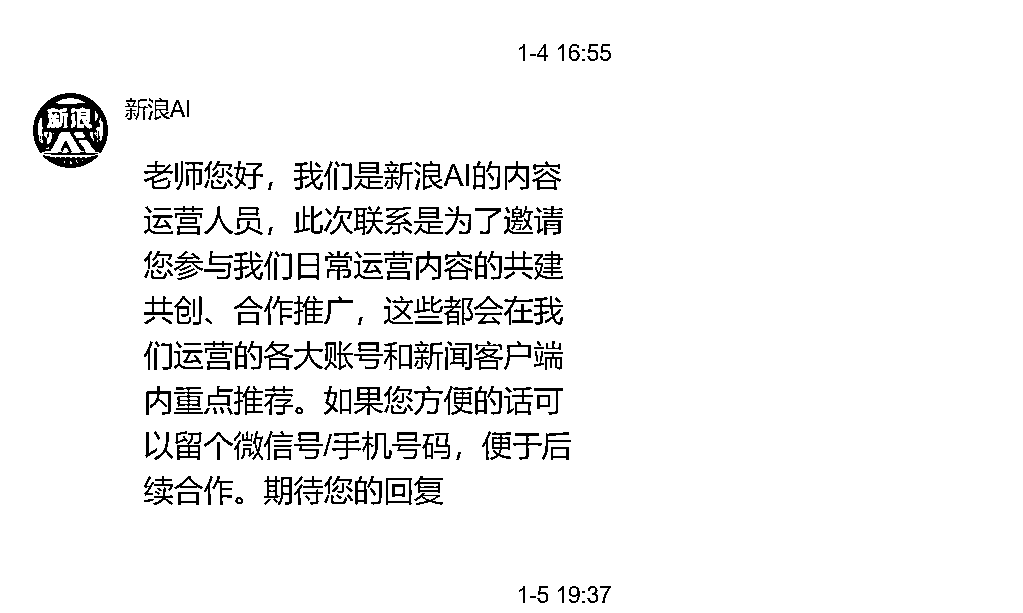 1-4 16:55
新浪
AI
新浪AI
老师您好，我们是新浪AI的内容
运营人员，此次联系是为了邀请
您参与我们日常运营内容的共建
共创、合作推广，这些都会在我
们运营的各大账号和新闻客户端
内重点推荐。如果您方便的话可
以留个微信号/手机号码，便于后
续合作。期待您的回复
1-5 19:37